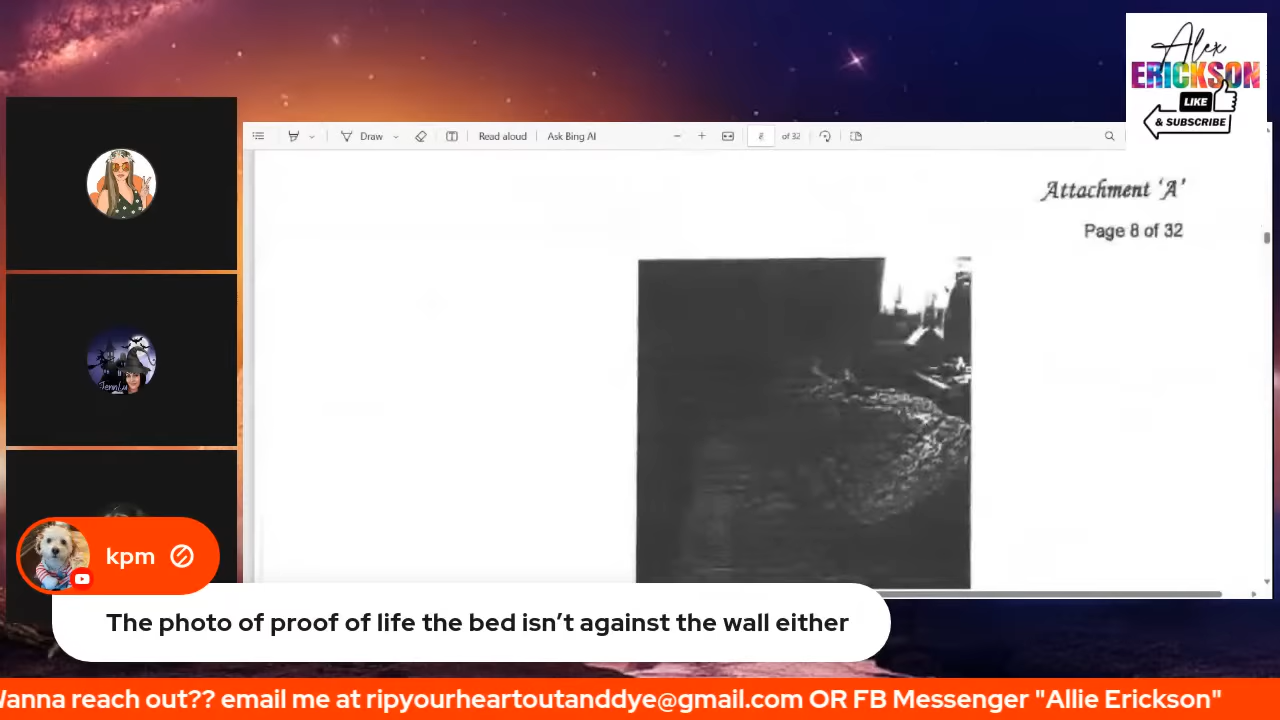 Alex
ERICKSON
LIKE
& SUBSCRIBE
Draw
Read aloud
Ask Bing AI
8
of 32
Attachment 'A'
Page 8 of 32
JennLu
kpm
The photo of proof of life the bed isn't against the wall either
Wanna reach out?? email me at ripyourheartoutanddye@gmail.com OR FB Messenger "Allie Erickson"